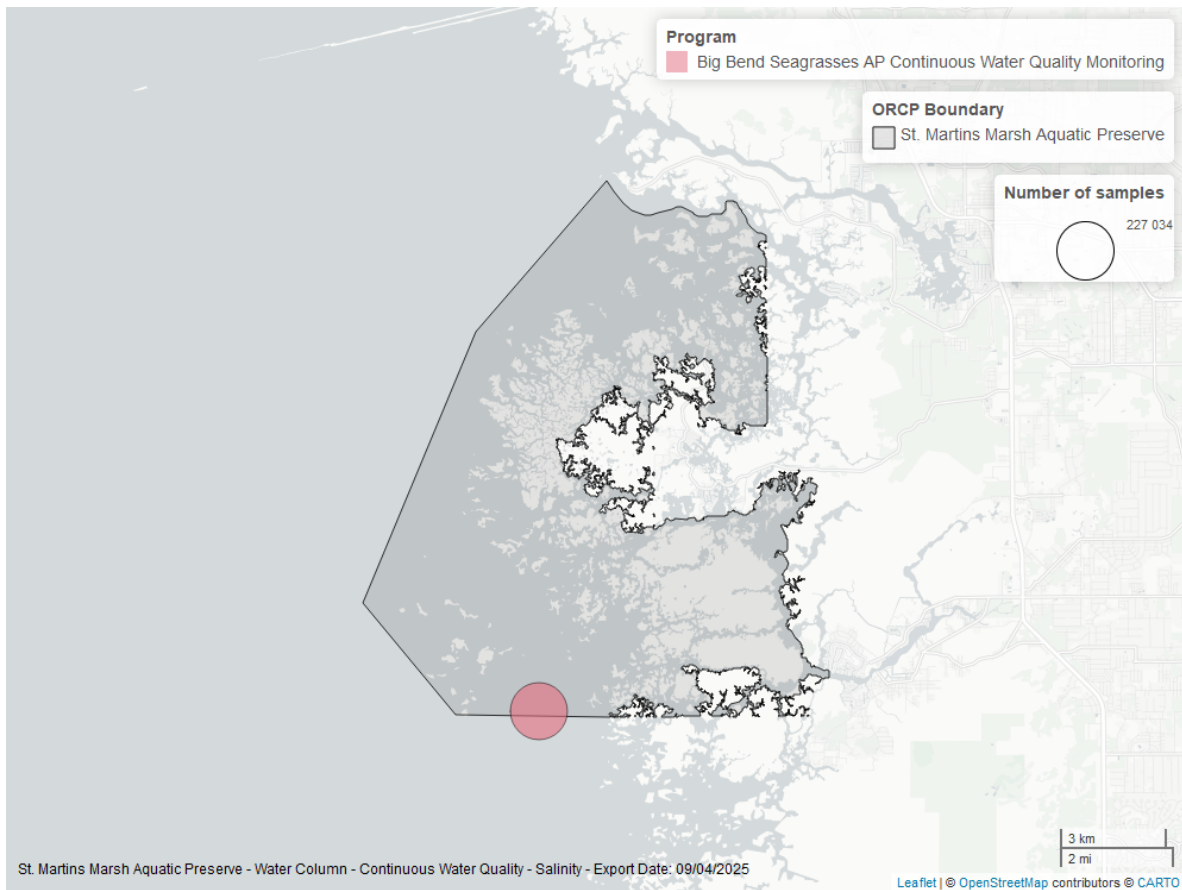 Program
Big Bend Seagrasses AP Continuous Water Quality Monitoring
ORCP Boundary
St. Martins Marsh Aquatic Preserve
Number of samples
227 034
3 km
2 mi
St. Martins Marsh Aquatic Preserve - Water Column - Continuous Water Quality - Salinity - Export Date: 09/04/2025
Leaflet | © OpenStreetMap contributors © CARTO